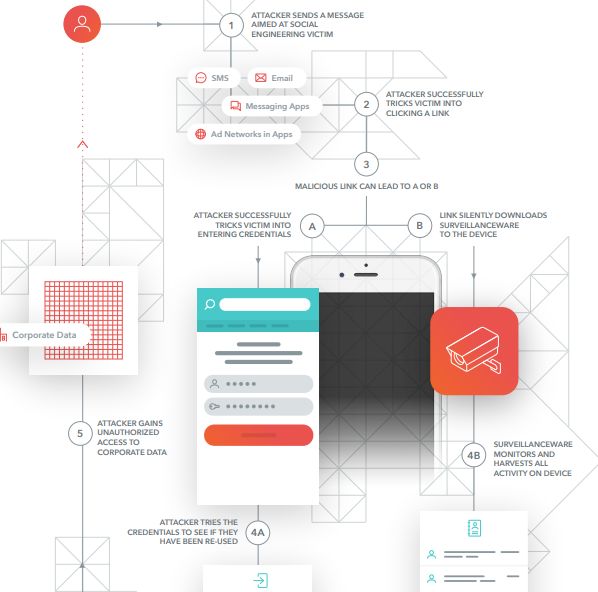 1
ATTACKER SENDS A MESSAGE
AIMED AT SOCIAL
ENGINEERING VICTIM
SMS
Email
Messaging Apps
Ad Networks in Apps
2
ATTACKER SUCCESSFULLY
TRICKS VICTIM INTO
CLICKING A LINK
3
MALICIOUS LINK CAN LEAD TO A OR B
ATTACKER SUCCESSFULLY
TRICKS VICTIM INTO
ENTERING CREDENTIALS
A
B
LINK SILENTLY DOWNLOADS
SURVEILLANCEWARE
TO THE DEVICE
Corporate Data
5
ATTACKER GAINS
UNAUTHORIZED
ACCESS TO
CORPORATE DATA
4B
SURVEILLANCEWARE
MONITORS AND
HARVESTS ALL
ACTIVITY ON DEVICE
ATTACKER TRIES THE
CREDENTIALS TO SEE IF THEY
HAVE BEEN RE-USED
4A